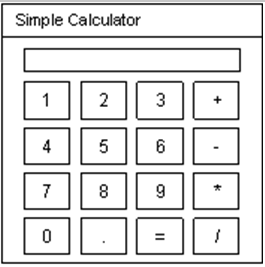 Simple Calculator
1 2 3 +
4 5 6 -
7 8 9 *
0 . = /